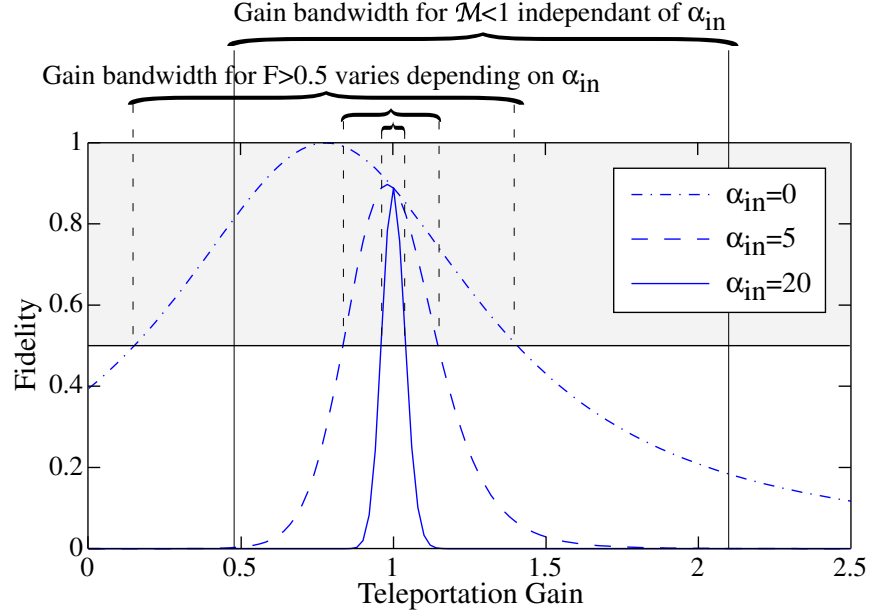 Gain bandwidth for ℳ<1 independant of α_in
Gain bandwidth for F>0.5 varies depending on α_in
1
0.8
0.6
0.4
0.2
0
Fidelity
α_in=0
α_in=5
α_in=20
0 0.5 1 1.5 2 2.5
Teleportation Gain